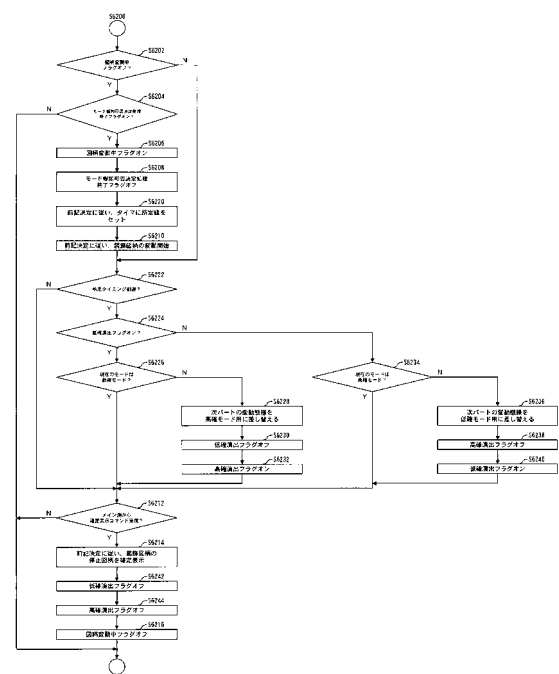 S6200
S6202
図柄変動中
フラグオフ？
N
Y
S6204
モード報知可否決定処理
終了フラグオン？
N
Y
S6206
図柄変動中フラグオン
S6208
モード報知可否決定処理
終了フラグオフ
S6220
前記決定に従い、タイマに所定値を
セット
S6210
前記決定に従い、装飾図柄の変動開始
S6222
タイミング到達？
N
Y
S6224
低確演出フラグオン？
N
Y
S6226
現在のモードは
低確モード？
N
Y
S6234
現在のモードは
高確モード？
N
Y
S6228
次パートの変動態様を
高確モード用に差し替える
S6230
低確演出フラグオフ
S6232
高確演出フラグオン
S6236
次パートの変動態様を
低確モード用に差し替える
S6238
高確演出フラグオフ
S6240
低確演出フラグオン
S6212
メイン側から
確定表示コマンド受信？
N
Y
S6214
前記決定に従い、装飾図柄の
停止図柄を確定表示
S6242
低確演出フラグオフ
S6244
高確演出フラグオフ
S6216
図柄変動中フラグオフ